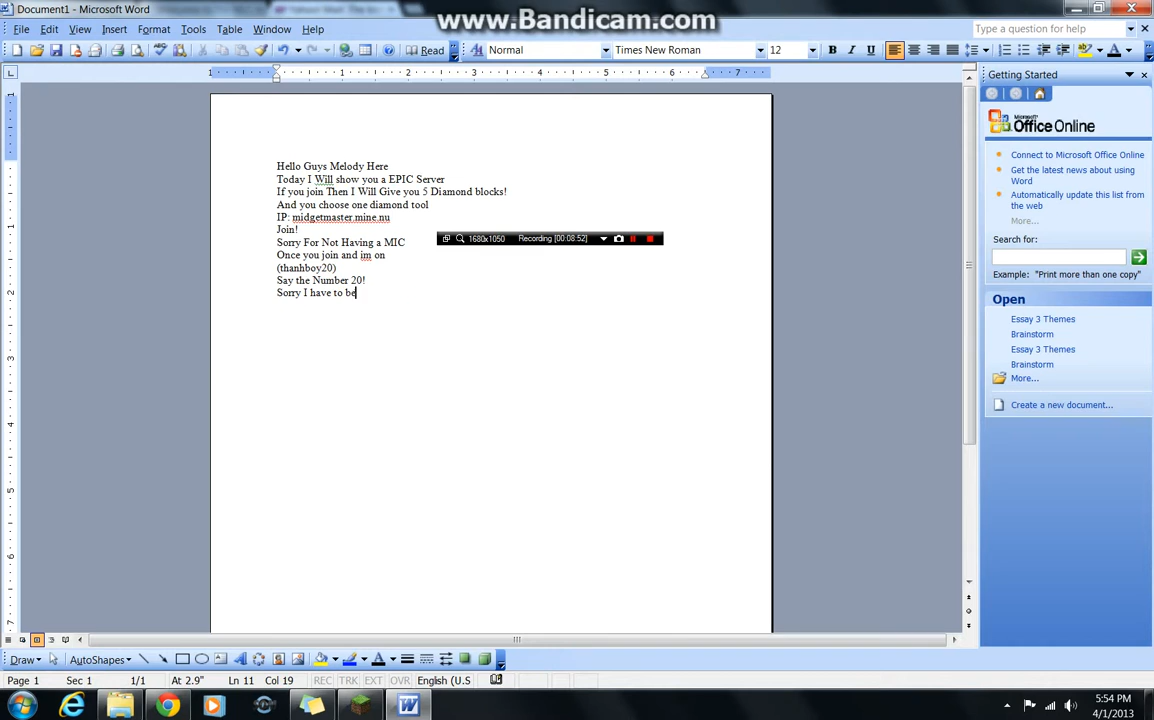 Document1 - Microsoft Word
www.Bandicam.com
File Edit View Insert Format Tools Table Window Help
Type a question for help
Read
Normal
Times New Roman
12
B I U
Getting Started
1 1 2 3 4 5 6 7
Office Online
Connect to Microsoft Office Online
Get the latest news about using
Word
Automatically update this list from
the web
More...
Search for:
Example: "Print more than one copy"
Open
Essay 3 Themes
Brainstorm
Essay 3 Themes
Brainstorm
More...
Create a new document...
Hello Guys Melody Here
Today I Will show you a EPIC Server
If you join Then I Will Give you 5 Diamond blocks!
And you choose one diamond tool
IP: midgetmaster.mine.nu
Join!
Sorry For Not Having a MIC
Once you join and im on
(thanhboy20)
Say the Number 20!
Sorry I have to be
1680x1050 Recording [00:08:52]
Draw AutoShapes
Page 1 Sec 1 1/1 At 2.9" Ln 11 Col 19 REC TRK EXT OVR English (U.S
5:54 PM
4/1/2013